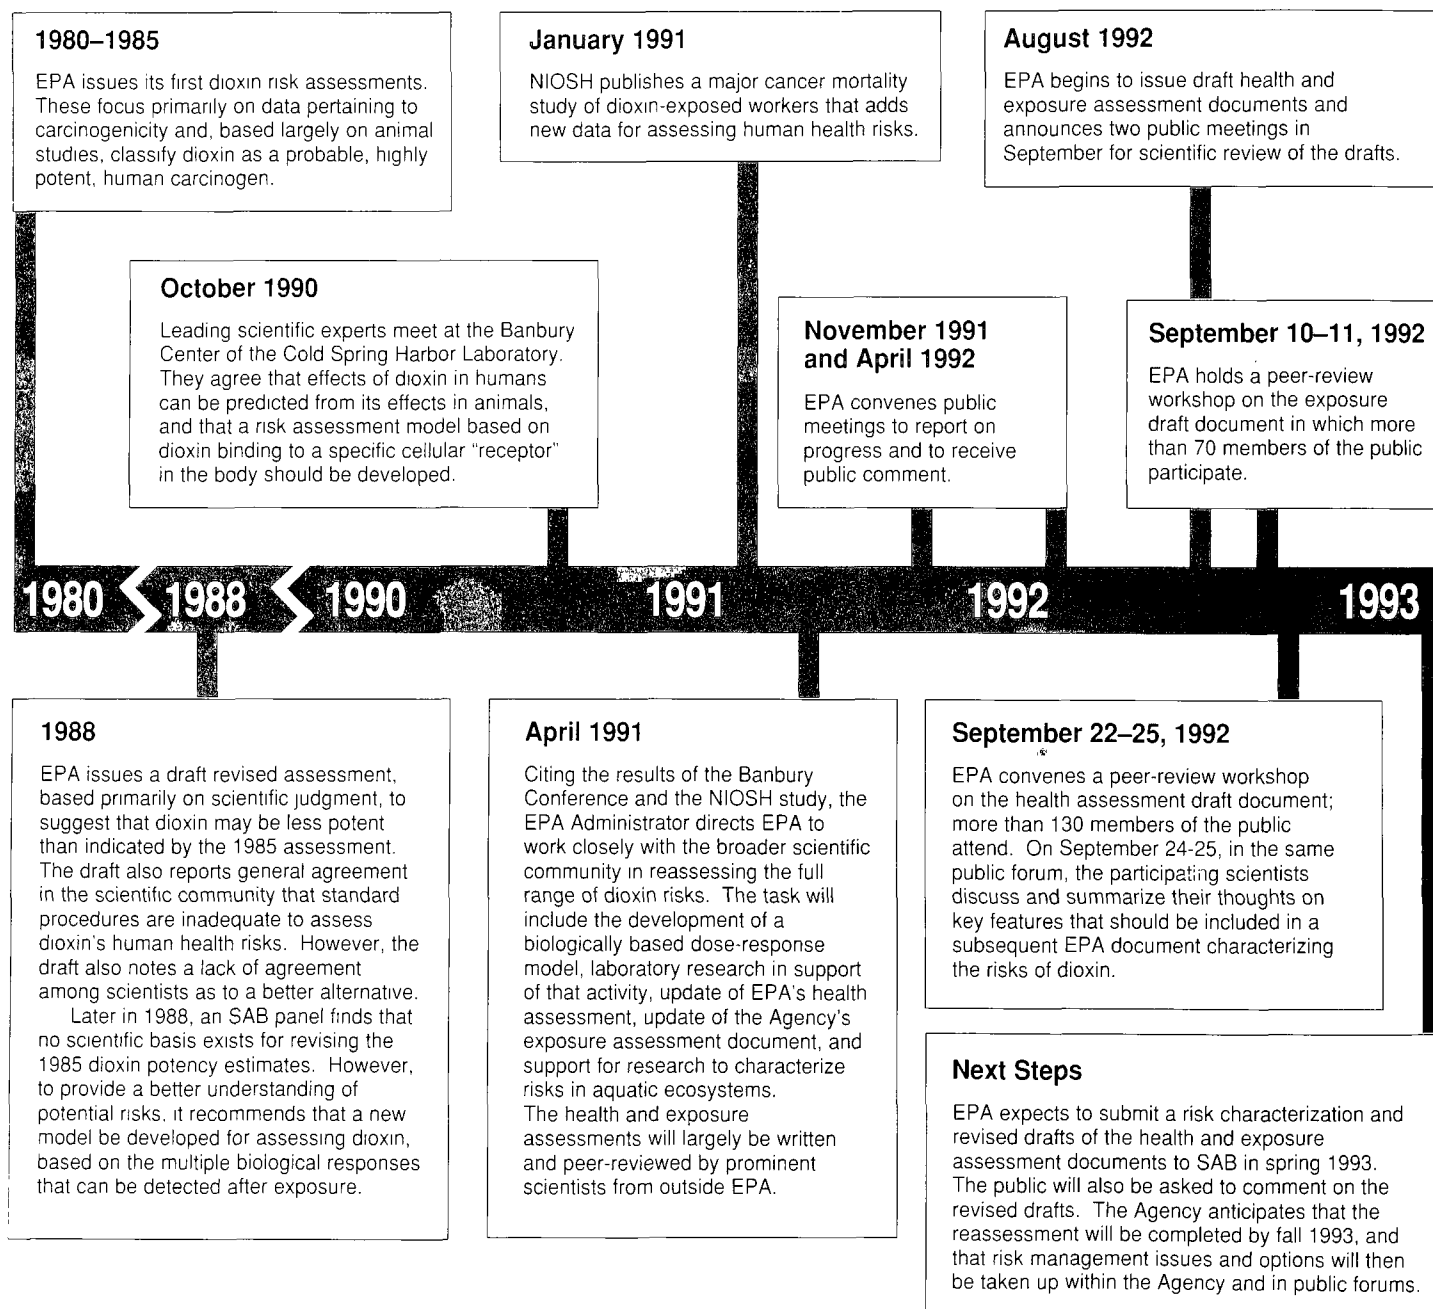 1980–1985
EPA issues its first dioxin risk assessments.
These focus primarily on data pertaining to
carcinogenicity and, based largely on animal
studies, classify dioxin as a probable, highly
potent, human carcinogen.
January 1991
NIOSH publishes a major cancer mortality
study of dioxin-exposed workers that adds
new data for assessing human health risks.
August 1992
EPA begins to issue draft health and
exposure assessment documents and
announces two public meetings in
September for scientific review of the drafts.
October 1990
Leading scientific experts meet at the Banbury
Center of the Cold Spring Harbor Laboratory.
They agree that effects of dioxin in humans
can be predicted from its effects in animals,
and that a risk assessment model based on
dioxin binding to a specific cellular “receptor”
in the body should be developed.
November 1991
and April 1992
EPA convenes public
meetings to report on
progress and to receive
public comment.
September 10–11, 1992
EPA holds a peer-review
workshop on the exposure
draft document in which more
than 70 members of the public
participate.
1980 1988 1990 1991 1992 1993
1988
EPA issues a draft revised assessment,
based primarily on scientific judgment, to
suggest that dioxin may be less potent
than indicated by the 1985 assessment.
The draft also reports general agreement
in the scientific community that standard
procedures are inadequate to assess
dioxin's human health risks. However, the
draft also notes a lack of agreement
among scientists as to a better alternative.
Later in 1988, an SAB panel finds that
no scientific basis exists for revising the
1985 dioxin potency estimates. However,
to provide a better understanding of
potential risks, it recommends that a new
model be developed for assessing dioxin,
based on the multiple biological responses
that can be detected after exposure.
April 1991
Citing the results of the Banbury
Conference and the NIOSH study, the
EPA Administrator directs EPA to
work closely with the broader scientific
community in reassessing the full
range of dioxin risks. The task will
include the development of a
biologically based dose-response
model, laboratory research in support
of that activity, update of EPA's health
assessment, update of the Agency's
exposure assessment document, and
support for research to characterize
risks in aquatic ecosystems.
The health and exposure
assessments will largely be written
and peer-reviewed by prominent
scientists from outside EPA.
September 22–25, 1992
EPA convenes a peer-review workshop
on the health assessment draft document;
more than 130 members of the public
attend. On September 24-25, in the same
public forum, the participating scientists
discuss and summarize their thoughts on
key features that should be included in a
subsequent EPA document characterizing
the risks of dioxin.
Next Steps
EPA expects to submit a risk characterization and
revised drafts of the health and exposure
assessment documents to SAB in spring 1993.
The public will also be asked to comment on the
revised drafts. The Agency anticipates that the
reassessment will be completed by fall 1993, and
that risk management issues and options will then
be taken up within the Agency and in public forums.